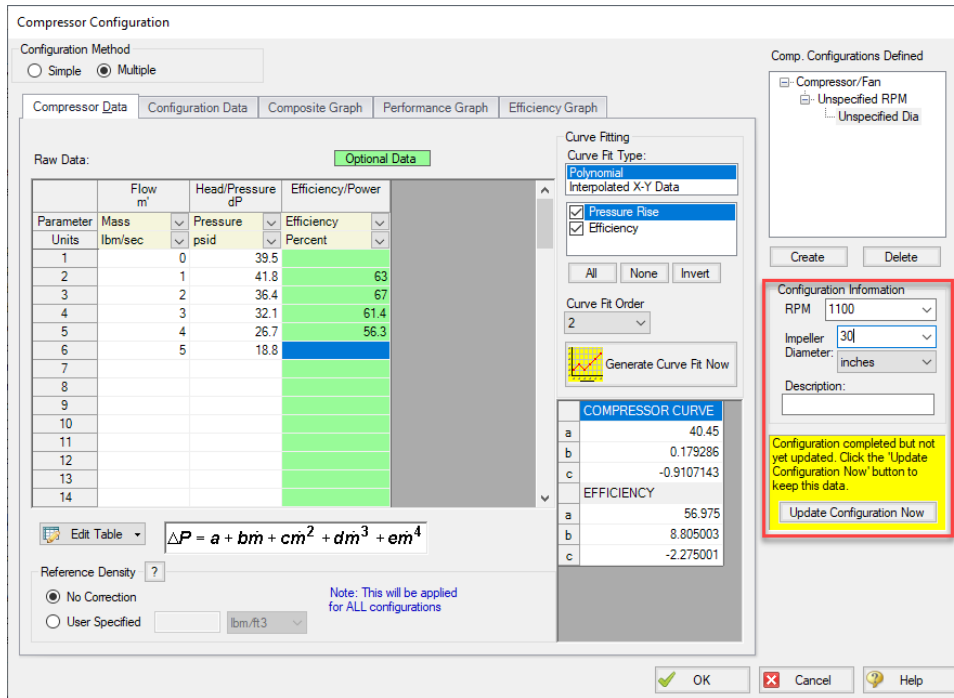 Compressor Configuration
Configuration Method
Simple Multiple
Compressor Data Configuration Data Composite Graph Performance Graph Efficiency Graph
Raw Data: Optional Data
Flow Head/Pressure Efficiency/Power
m' dP
Parameter Mass Pressure Efficiency
Units lbm/sec psid Percent
1 0 39.5
2 1 41.8 63
3 2 36.4 67
4 3 32.1 61.4
5 4 26.7 56.3
6 5 18.8
7
8
9
10
11
12
13
14
Edit Table
ΔP = a + bṁ + cṁ² + dṁ³ + eṁ⁴
Reference Density ?
No Correction
User Specified lbm/ft3
Note: This will be applied
for ALL configurations
Curve Fitting
Curve Fit Type:
Polynomial
Interpolated X-Y Data
Pressure Rise
Efficiency
All None Invert
Curve Fit Order
2
Generate Curve Fit Now
COMPRESSOR CURVE
a 40.45
b 0.179286
c -0.9107143
EFFICIENCY
a 56.975
b 8.805003
c -2.275001
Comp. Configurations Defined
Compressor/Fan
Unspecified RPM
Unspecified Dia
Create Delete
Configuration Information
RPM 1100
Impeller 30
Diameter: inches
Description:
Configuration completed but not
yet updated. Click the 'Update
Configuration Now' button to
keep this data.
Update Configuration Now
OK Cancel Help